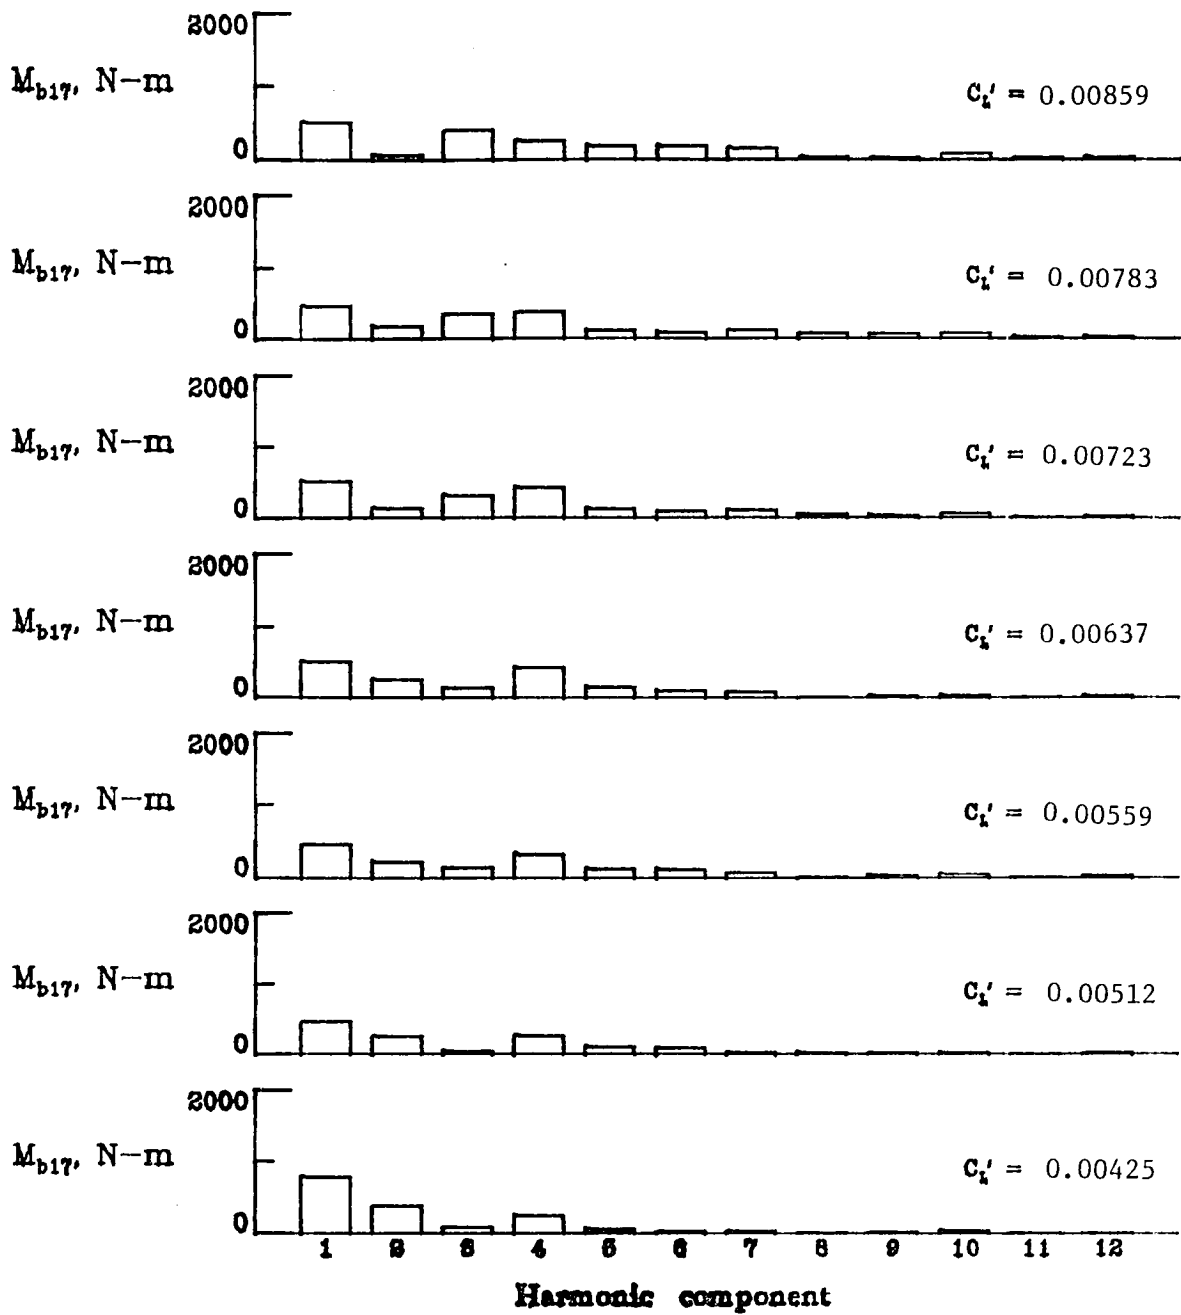 2000
M_b17, N-m
C_L' = 0.00859
0
2000
M_b17, N-m
C_L' = 0.00783
0
2000
M_b17, N-m
C_L' = 0.00723
0
2000
M_b17, N-m
C_L' = 0.00637
0
2000
M_b17, N-m
C_L' = 0.00559
0
2000
M_b17, N-m
C_L' = 0.00512
0
2000
M_b17, N-m
C_L' = 0.00425
0
1 2 3 4 5 6 7 8 9 10 11 12
Harmonic component